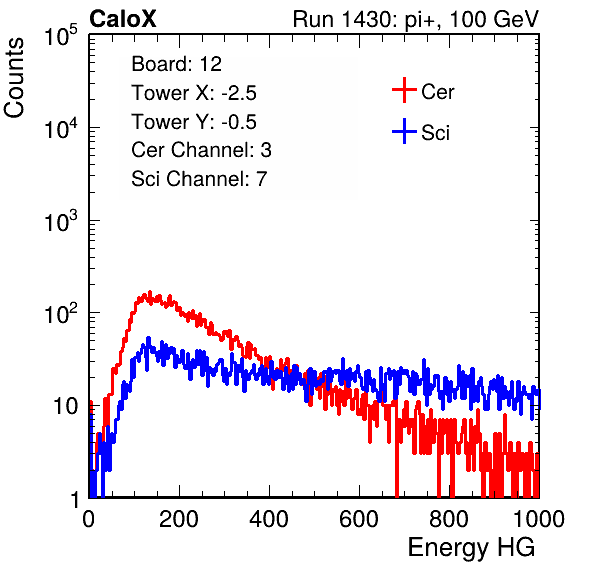 CaloX Run 1430: pi+, 100 GeV
Counts
Board: 12
Tower X: -2.5
Tower Y: -0.5
Cer Channel: 3
Sci Channel: 7
Cer
Sci
10^5
10^4
10^3
10^2
10
1
0 200 400 600 800 1000
Energy HG